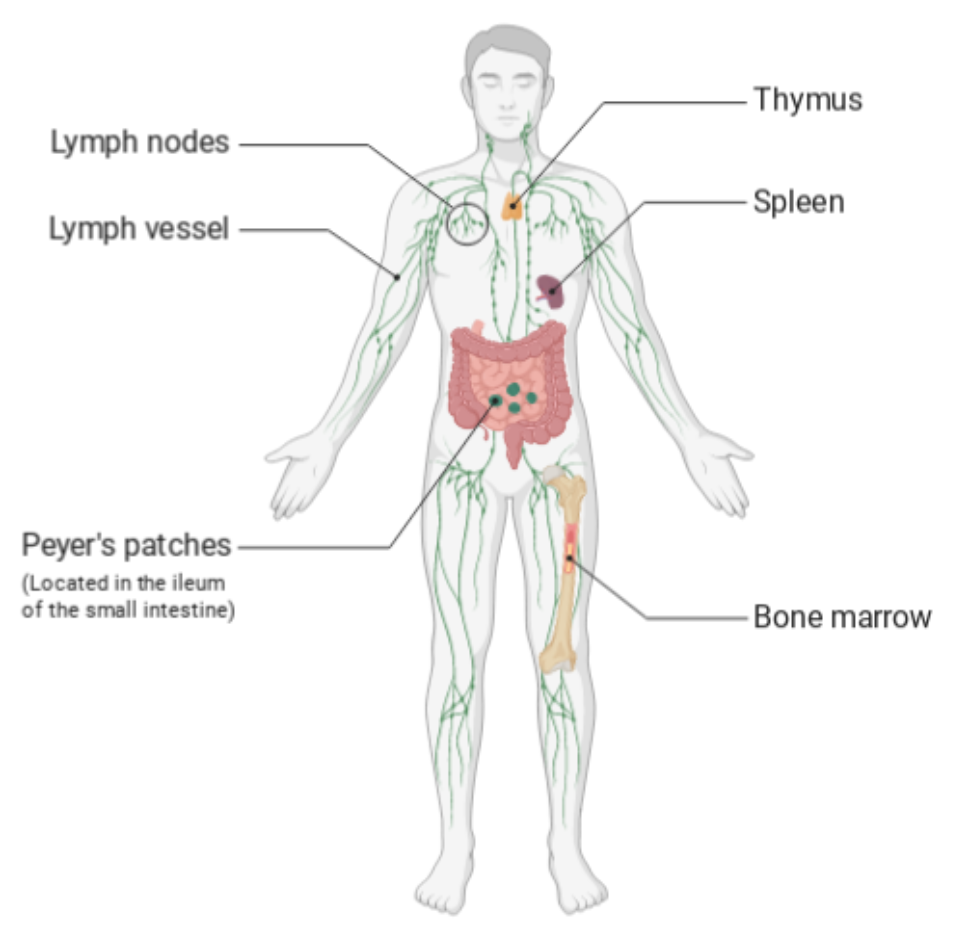 Thymus
Lymph nodes
Spleen
Lymph vessel
Peyer's patches
(Located in the ileum
of the small intestine)
Bone marrow